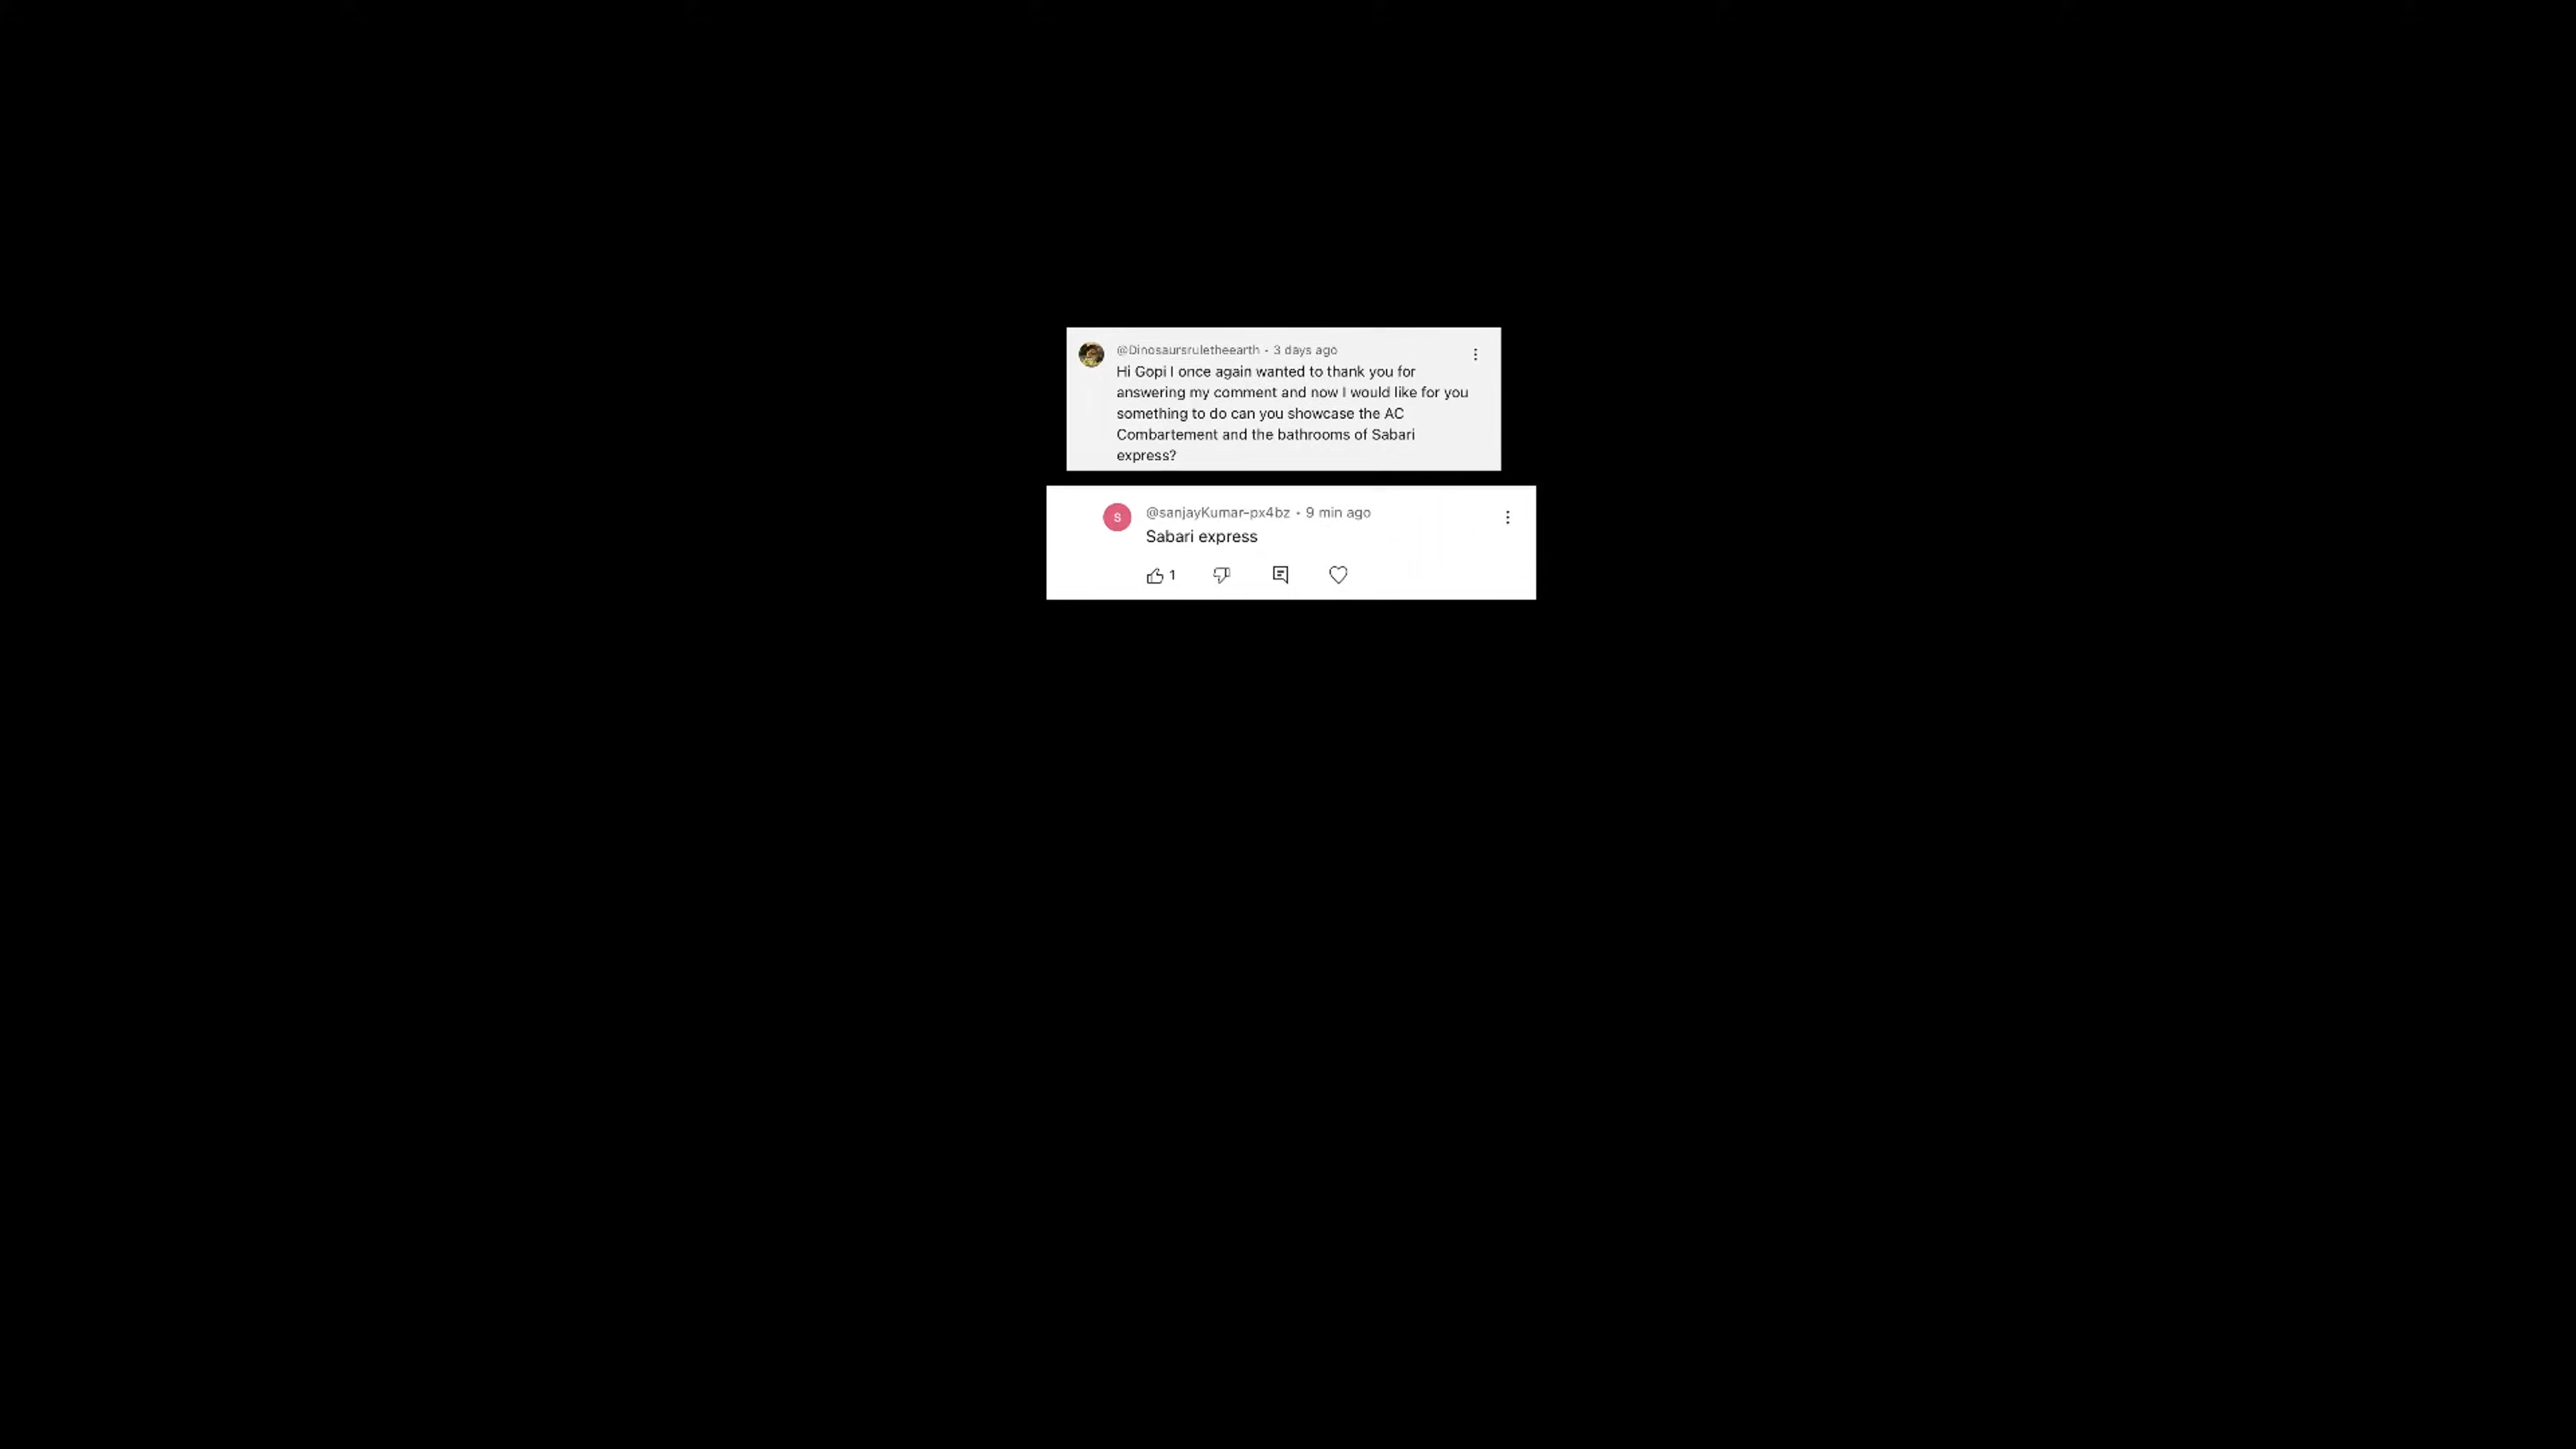 @Dinosaursruletheearth • 3 days ago
Hi Gopi I once again wanted to thank you for
answering my comment and now I would like for you
something to do can you showcase the AC
Combartement and the bathrooms of Sabari
express?
S
@sanjayKumar-px4bz • 9 min ago
Sabari express
1